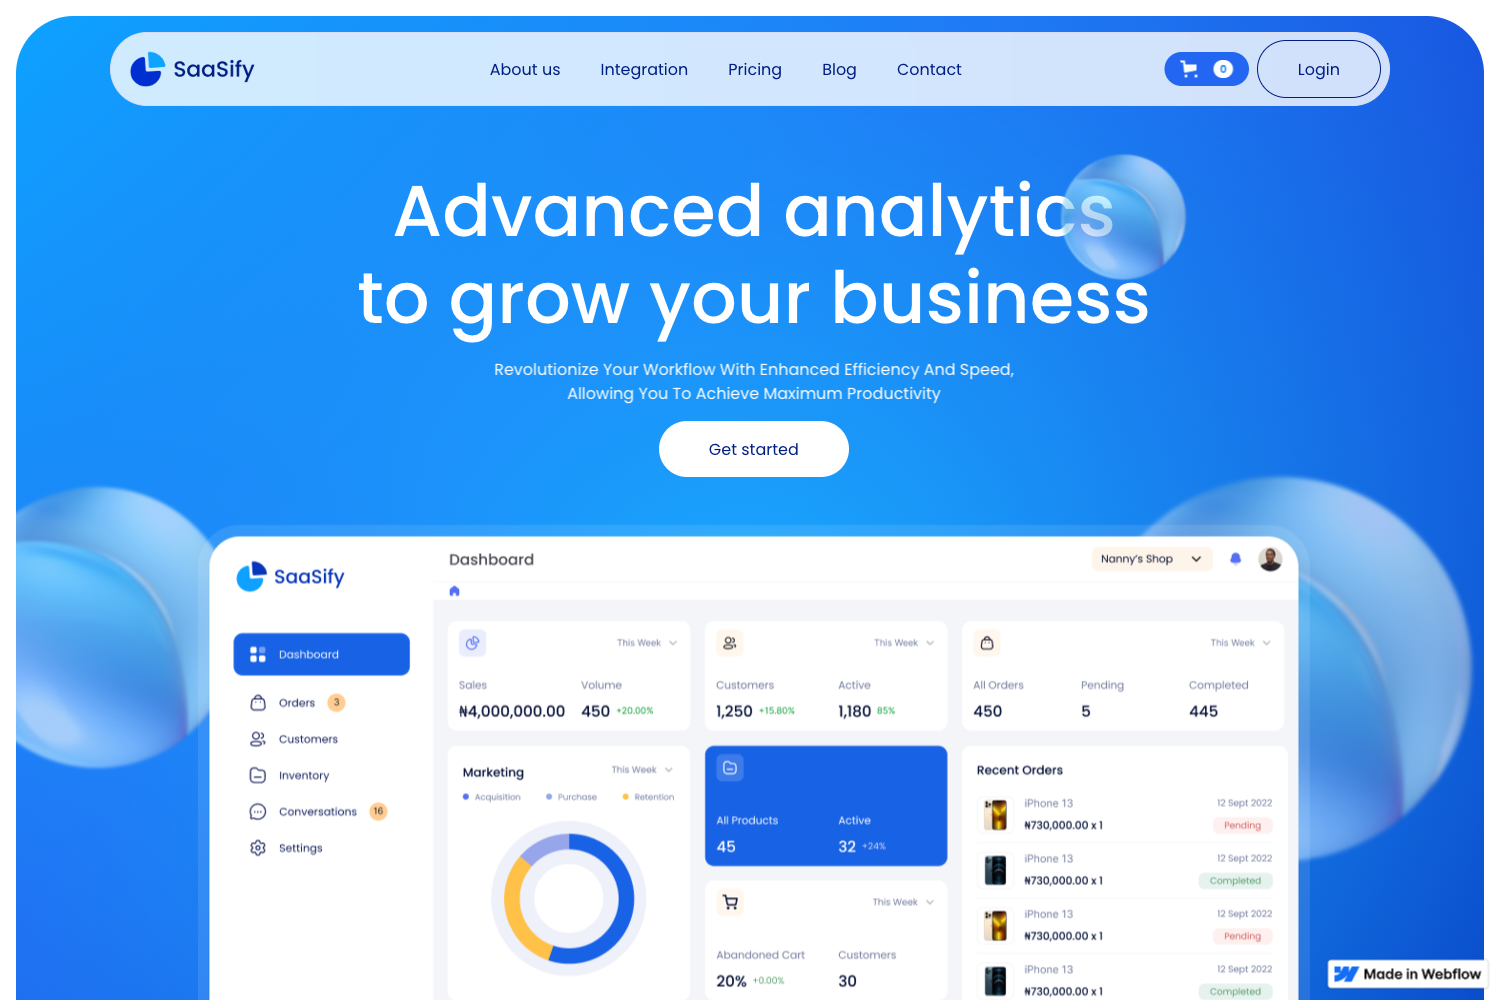 SaaSify
About us
Integration
Pricing
Blog
Contact
0
Login
Advanced analytics
to grow your business
Revolutionize Your Workflow With Enhanced Efficiency And Speed,
Allowing You To Achieve Maximum Productivity
Get started
SaaSify
Dashboard
Orders 3
Customers
Inventory
Conversations 16
Settings
Dashboard
Nanny's Shop
This Week
Sales
Volume
₦4,000,000.00
450 +20.00%
This Week
Customers
Active
1,250 +15.80%
1,180 85%
This Week
All Orders
Pending
Completed
450
5
445
Marketing
This Week
Acquisition
Purchase
Retention
All Products
Active
45
32 +24%
This Week
Abandoned Cart
Customers
20% +0.00%
30
Recent Orders
iPhone 13
12 Sept 2022
₦730,000.00 x 1
Pending
iPhone 13
12 Sept 2022
₦730,000.00 x 1
Completed
iPhone 13
12 Sept 2022
₦730,000.00 x 1
Pending
iPhone 13
12 Sept 2022
₦730,000.00 x 1
Completed
Made in Webflow